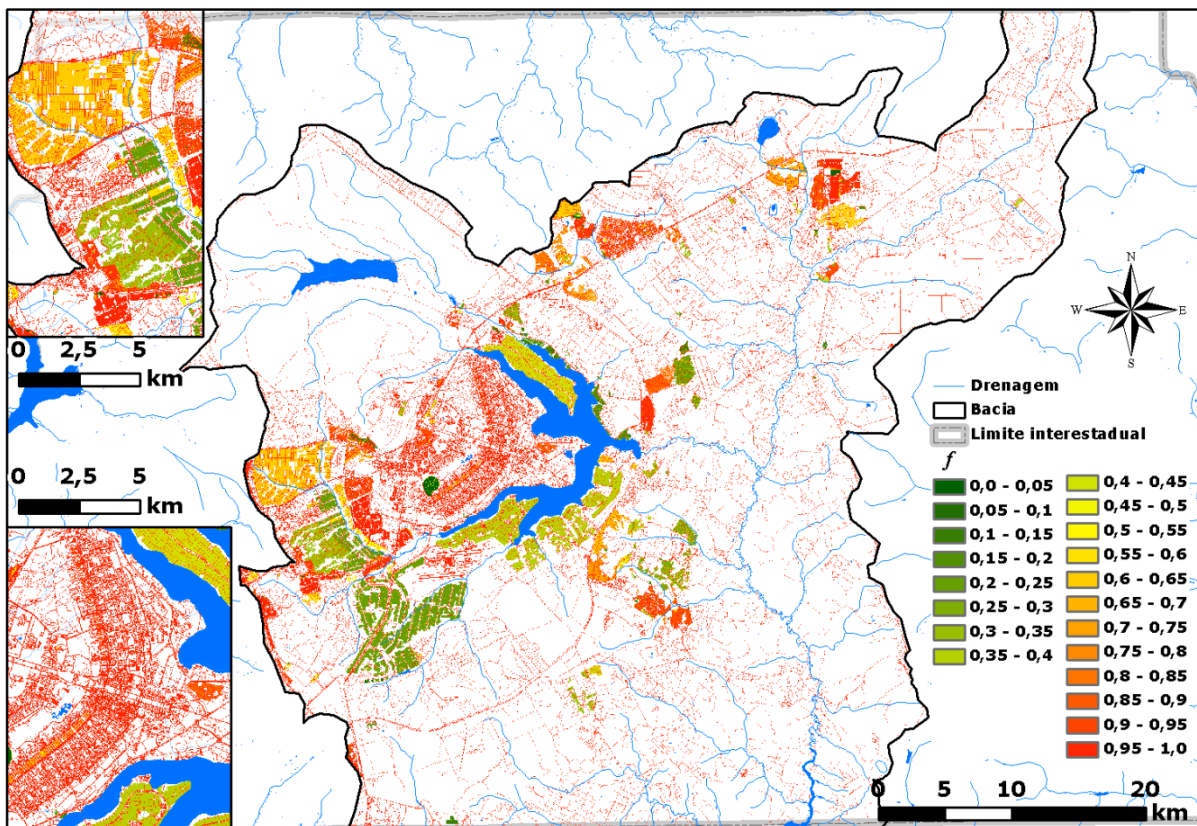 0 2,5 5
km
0 2,5 5
km
N
W E
S
Drenagem
Bacia
Limite interestadual
f
0,0 - 0,05
0,05 - 0,1
0,1 - 0,15
0,15 - 0,2
0,2 - 0,25
0,25 - 0,3
0,3 - 0,35
0,35 - 0,4
0,4 - 0,45
0,45 - 0,5
0,5 - 0,55
0,55 - 0,6
0,6 - 0,65
0,65 - 0,7
0,7 - 0,75
0,75 - 0,8
0,8 - 0,85
0,85 - 0,9
0,9 - 0,95
0,95 - 1,0
0 5 10 20
km